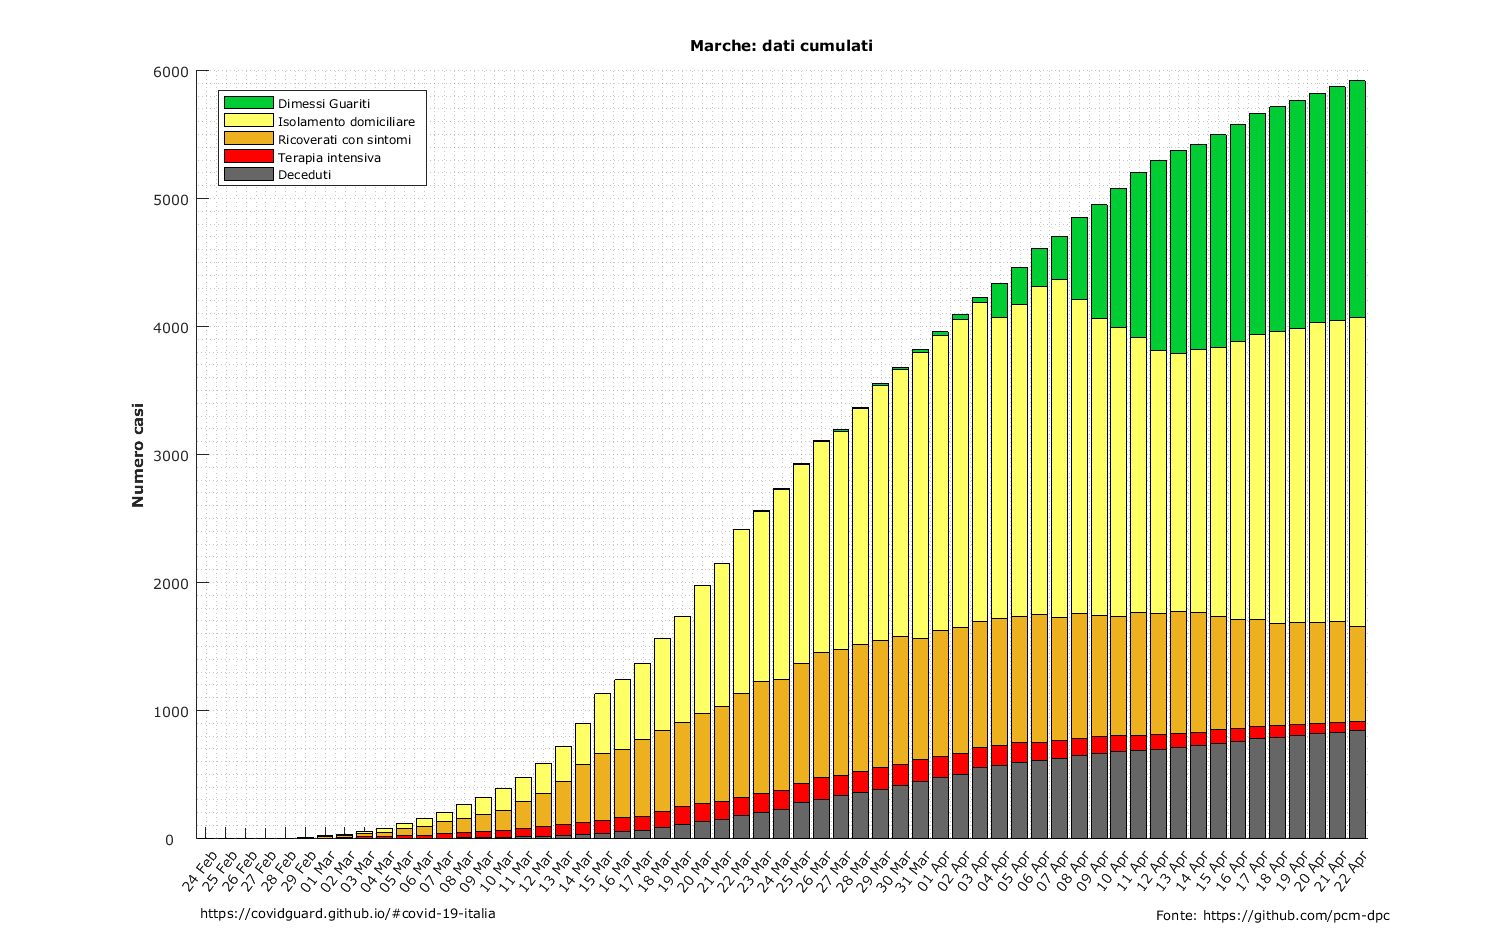 Marche: dati cumulati
6000
5000
4000
3000
2000
1000
0
Numero casi
Dimessi Guariti
Isolamento domiciliare
Ricoverati con sintomi
Terapia intensiva
Deceduti
24 Feb
25 Feb
26 Feb
27 Feb
28 Feb
29 Feb
01 Mar
02 Mar
03 Mar
04 Mar
05 Mar
06 Mar
07 Mar
08 Mar
09 Mar
10 Mar
11 Mar
12 Mar
13 Mar
14 Mar
15 Mar
16 Mar
17 Mar
18 Mar
19 Mar
20 Mar
21 Mar
22 Mar
23 Mar
24 Mar
25 Mar
26 Mar
27 Mar
28 Mar
29 Mar
30 Mar
31 Mar
01 Apr
02 Apr
03 Apr
04 Apr
05 Apr
06 Apr
07 Apr
08 Apr
09 Apr
10 Apr
11 Apr
12 Apr
13 Apr
14 Apr
15 Apr
16 Apr
17 Apr
18 Apr
19 Apr
20 Apr
21 Apr
22 Apr
https://covidguard.github.io/#covid-19-italia
Fonte: https://github.com/pcm-dpc